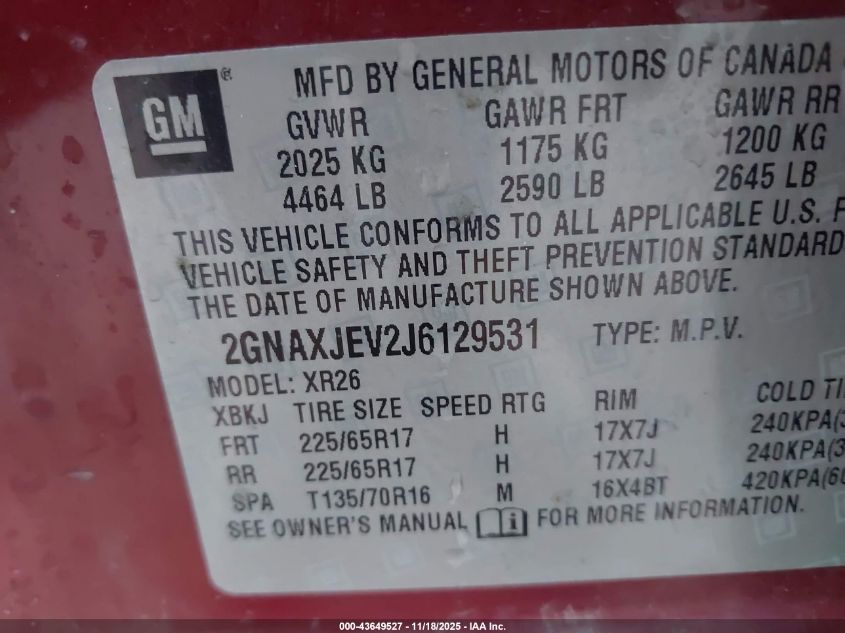 GM ®
MFD BY GENERAL MOTORS OF CANADA
GVWR GAWR FRT GAWR RR
2025 KG 1175 KG 1200 KG
4464 LB 2590 LB 2645 LB
THIS VEHICLE CONFORMS TO ALL APPLICABLE U.S. F
VEHICLE SAFETY AND THEFT PREVENTION STANDARD
THE DATE OF MANUFACTURE SHOWN ABOVE.
2GNAXJEV2J6129531 TYPE: M.P.V.
MODEL: XR26
XBKJ TIRE SIZE SPEED RTG RIM COLD TI
FRT 225/65R17 H 17X7J 240KPA(3
RR 225/65R17 H 17X7J 240KPA(3
SPA T135/70R16 M 16X4BT 420KPA(60
SEE OWNER'S MANUAL FOR MORE INFORMATION.
000-43649527 - 11/18/2025 - IAA Inc.